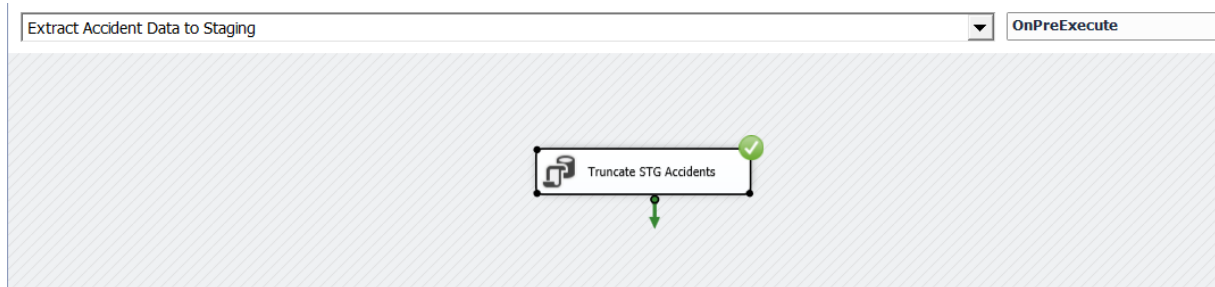 Extract Accident Data to Staging
OnPreExecute
Truncate STG Accidents